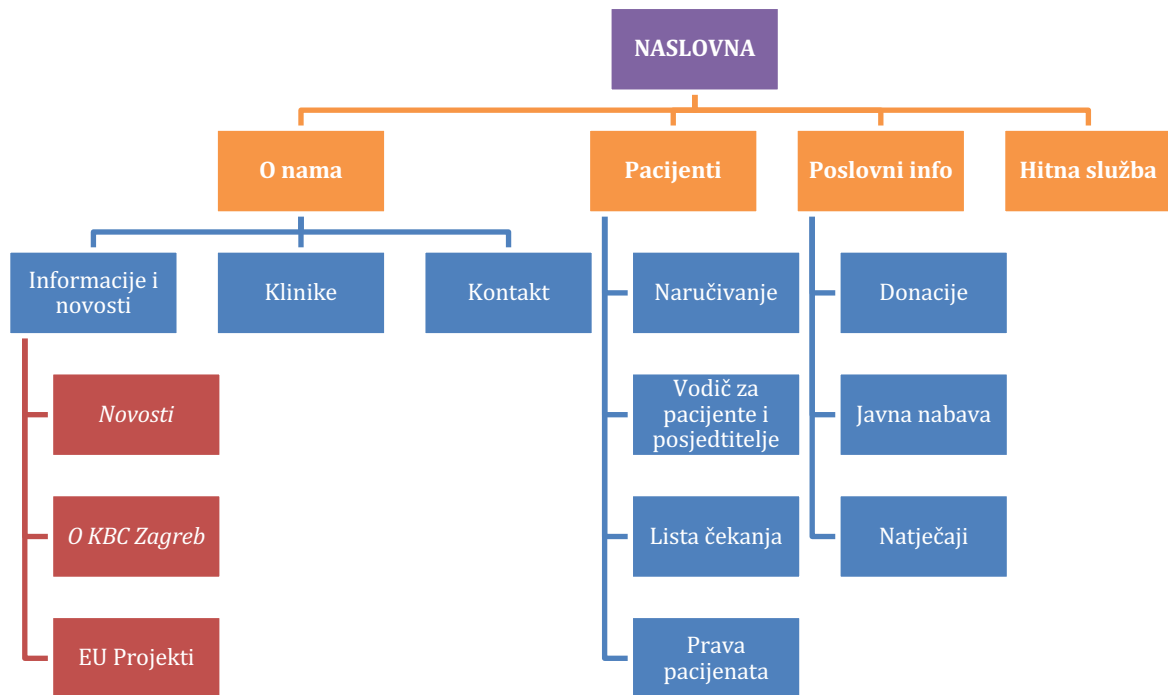 NASLOVNA
O nama
Pacijenti
Poslovni info
Hitna služba
Informacije i
novosti
Klinike
Kontakt
Naručivanje
Donacije
Novosti
Vodič za
pacijente i
posjedtitelje
Javna nabava
O KBC Zagreb
Lista čekanja
Natječaji
EU Projekti
Prava
pacijenata